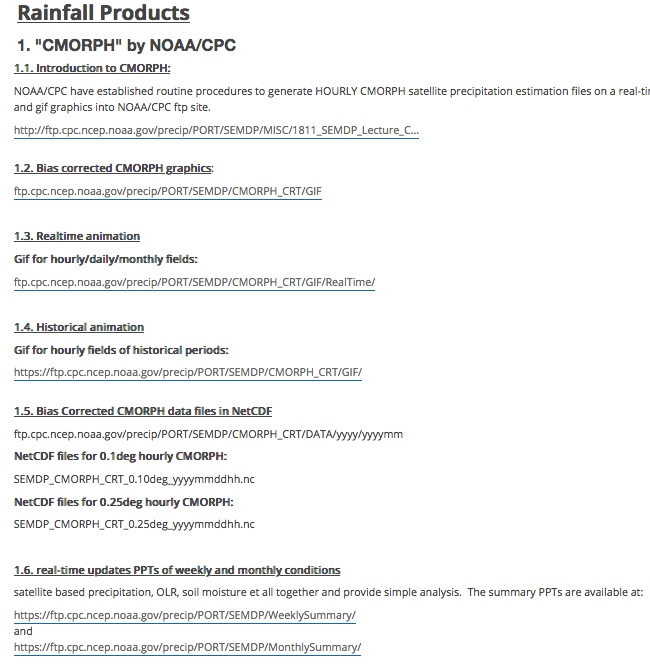 Rainfall Products
1. "CMORPH" by NOAA/CPC
1.1. Introduction to CMORPH:
NOAA/CPC have established routine procedures to generate HOURLY CMORPH satellite precipitation estimation files on a real-
and gif graphics into NOAA/CPC ftp site.
http://ftp.cpc.ncep.noaa.gov/precip/PORT/SEMDP/MISC/1811_SEMDP_Lecture_C...
1.2. Bias corrected CMORPH graphics:
ftp.cpc.ncep.noaa.gov/precip/PORT/SEMDP/CMORPH_CRT/GIF
1.3. Realtime animation
Gif for hourly/daily/monthly fields:
ftp.cpc.ncep.noaa.gov/precip/PORT/SEMDP/CMORPH_CRT/GIF/RealTime/
1.4. Historical animation
Gif for hourly fields of historical periods:
https://ftp.cpc.ncep.noaa.gov/precip/PORT/SEMDP/CMORPH_CRT/GIF/
1.5. Bias Corrected CMORPH data files in NetCDF
ftp.cpc.ncep.noaa.gov/precip/PORT/SEMDP/CMORPH_CRT/DATA/yyyy/yyyymm
NetCDF files for 0.1deg hourly CMORPH:
SEMDP_CMORPH_CRT_0.10deg_yyyymmddhh.nc
NetCDF files for 0.25deg hourly CMORPH:
SEMDP_CMORPH_CRT_0.25deg_yyyymmddhh.nc
1.6. real-time updates PPTs of weekly and monthly conditions
satellite based precipitation, OLR, soil moisture et all together and provide simple analysis.  The summary PPTs are available at:
https://ftp.cpc.ncep.noaa.gov/precip/PORT/SEMDP/WeeklySummary/
and
https://ftp.cpc.ncep.noaa.gov/precip/PORT/SEMDP/MonthlySummary/